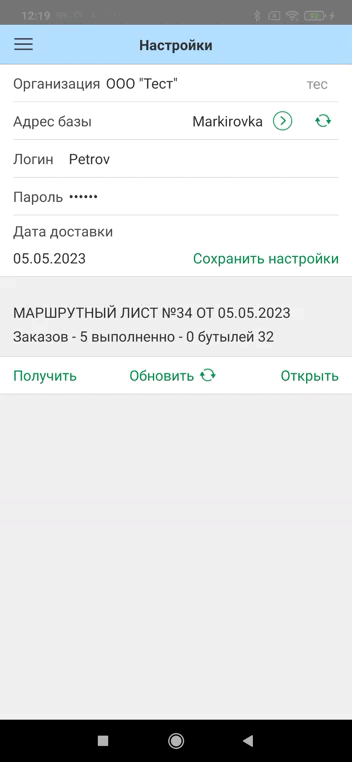 12:19
Настройки
Организация ООО "Тест" тес
Адрес базы Markirovka
Логин Petrov
Пароль ••••••
Дата доставки
05.05.2023 Сохранить настройки
МАРШРУТНЫЙ ЛИСТ №34 ОТ 05.05.2023
Заказов - 5 выполненно - 0 бутылей 32
Получить Обновить Открыть